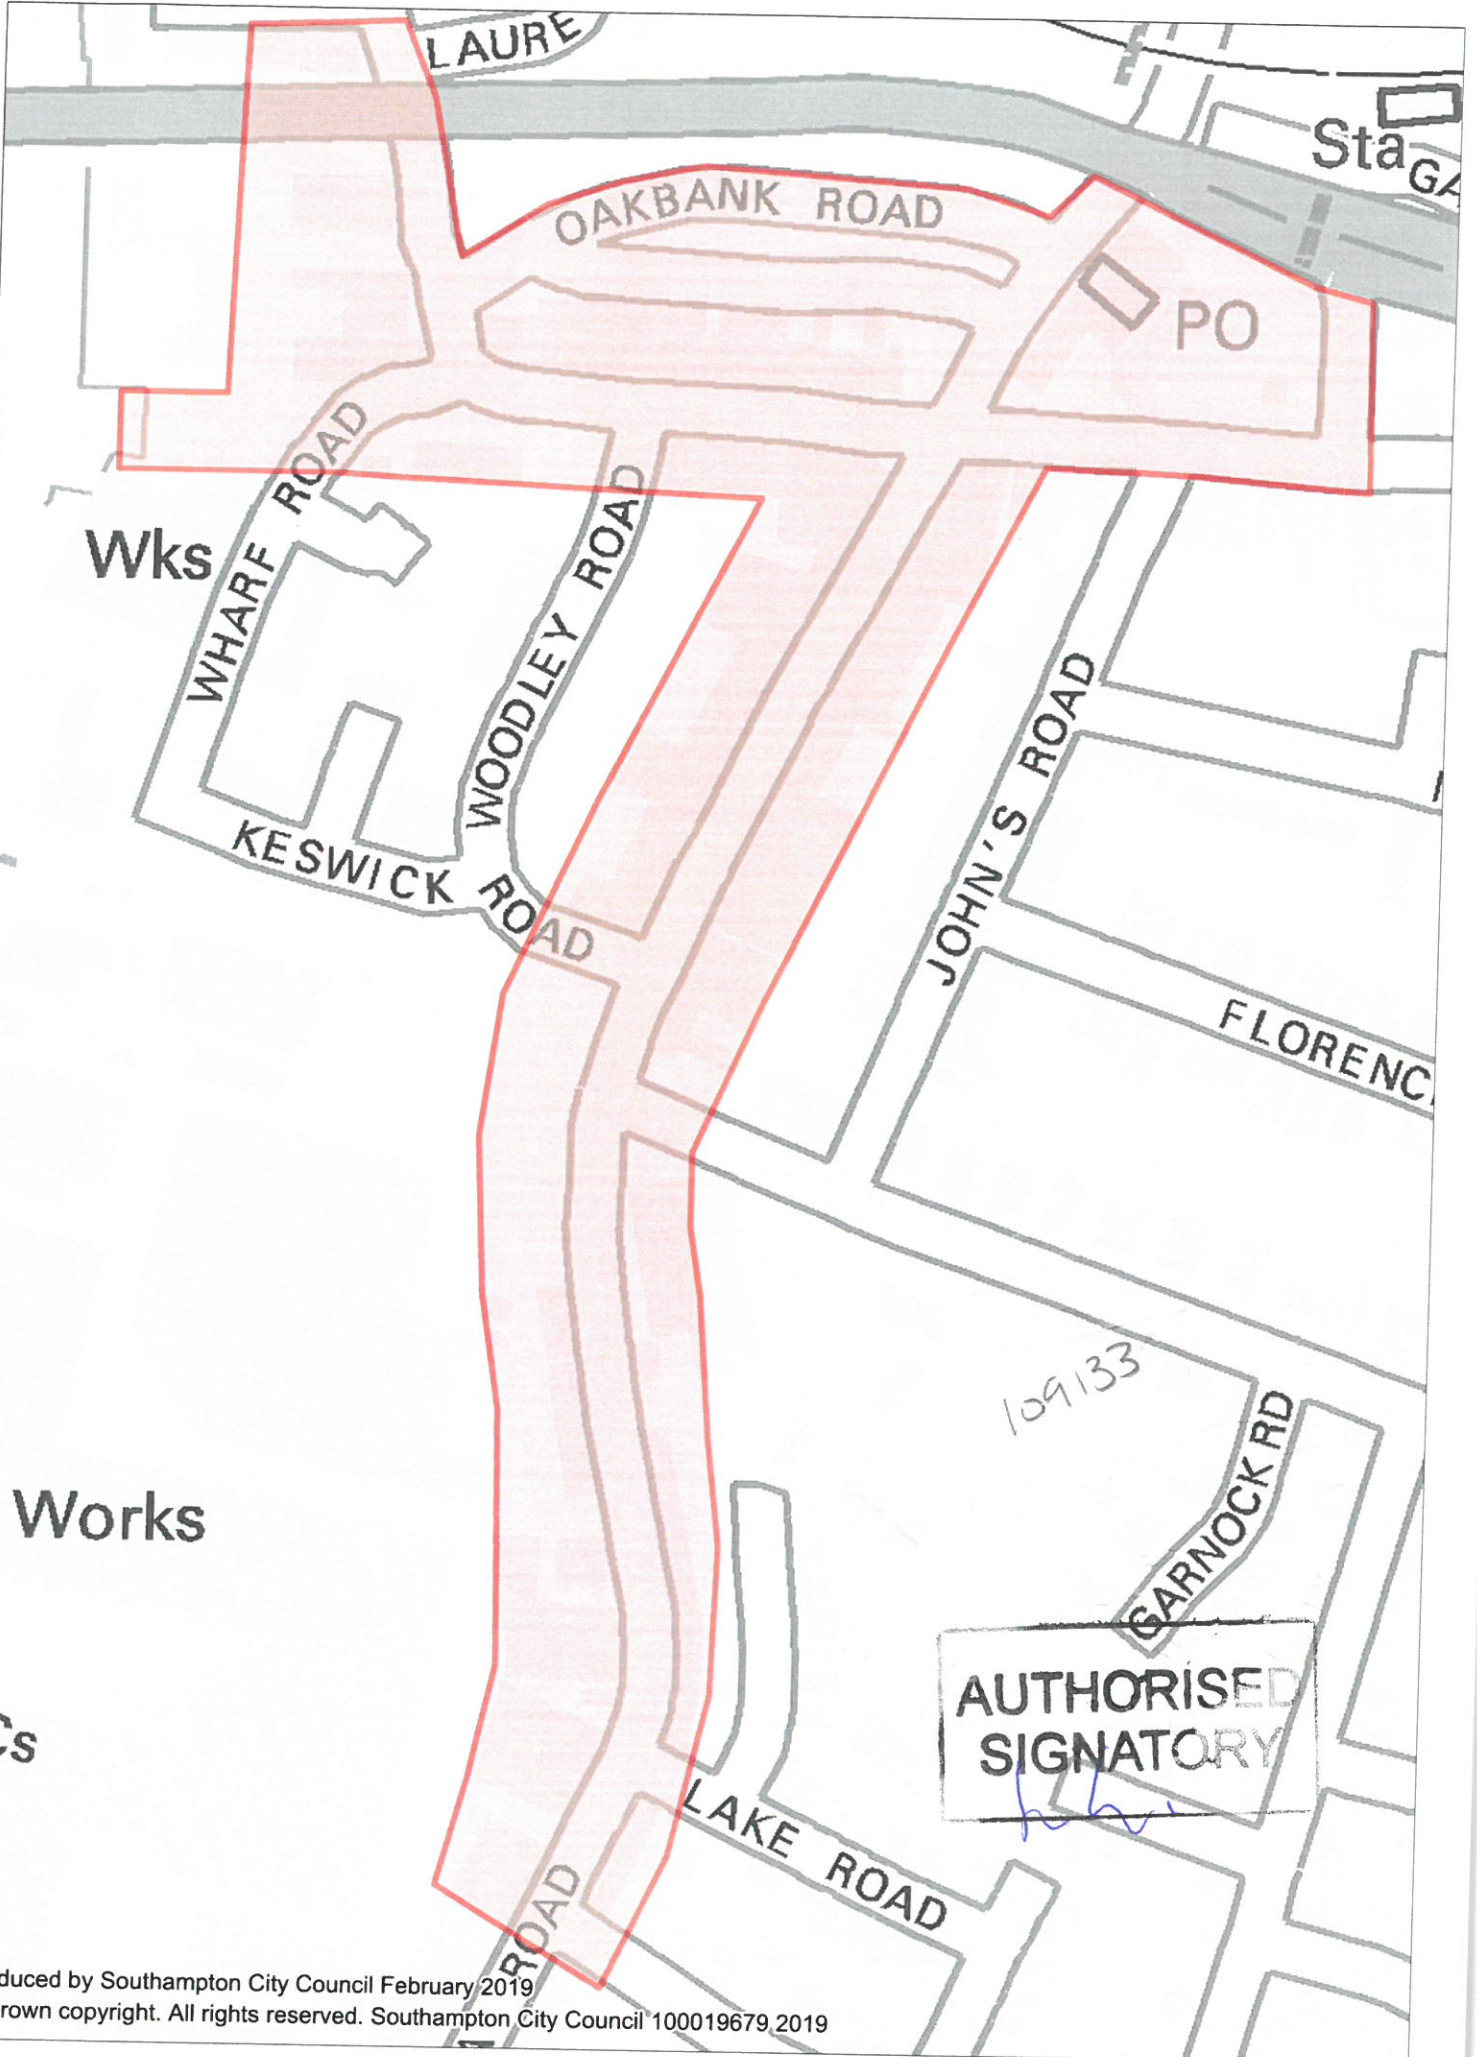 LAURE
Sta
GA
OAKBANK ROAD
PO
WHARF ROAD
Wks
WOODLEY ROAD
JOHN'S ROAD
KESWICK ROAD
FLORENC
109133
GARNOCK RD
Works
AUTHORISED
SIGNATORY
Cs
LAKE ROAD
ROAD
duced by Southampton City Council February 2019
rown copyright. All rights reserved. Southampton City Council 100019679 2019